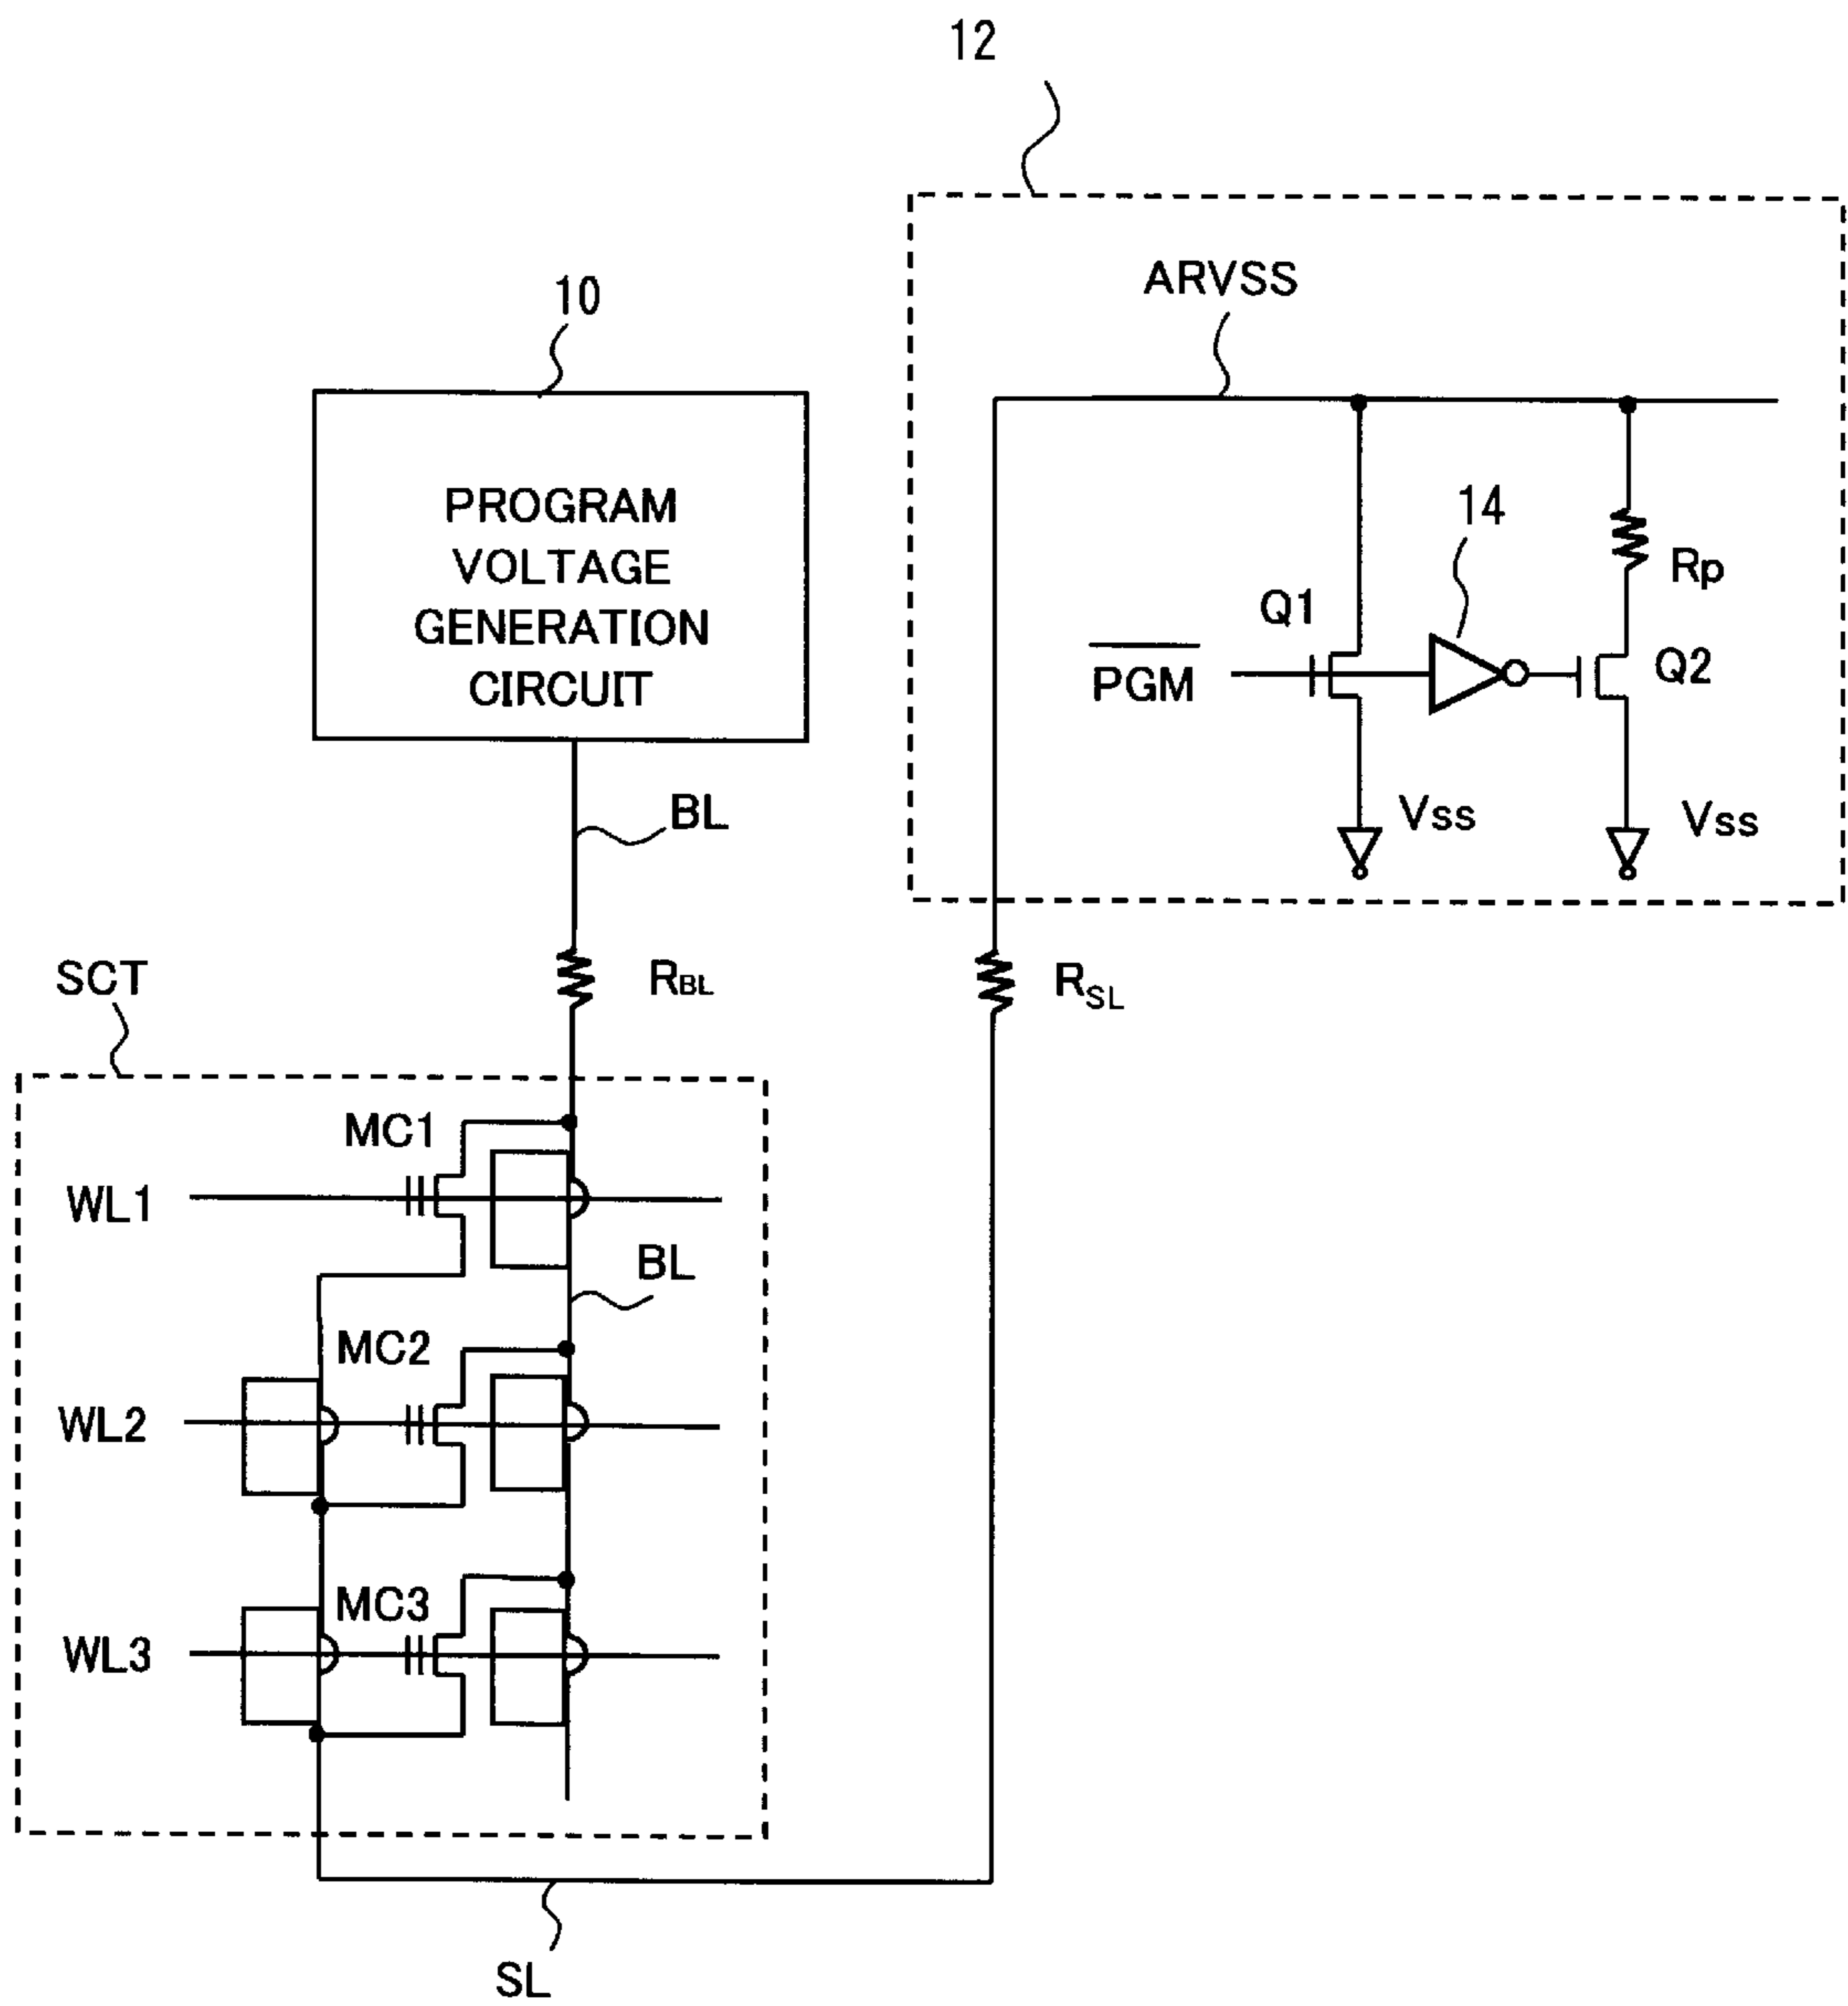 12
ARVSS
10
PROGRAM
VOLTAGE
GENERATION
CIRCUIT
14
Rp
Q1
PGM
Q2
Vss
Vss
BL
SCT
RBL
RSL
MC1
WL1
BL
MC2
WL2
MC3
WL3
SL